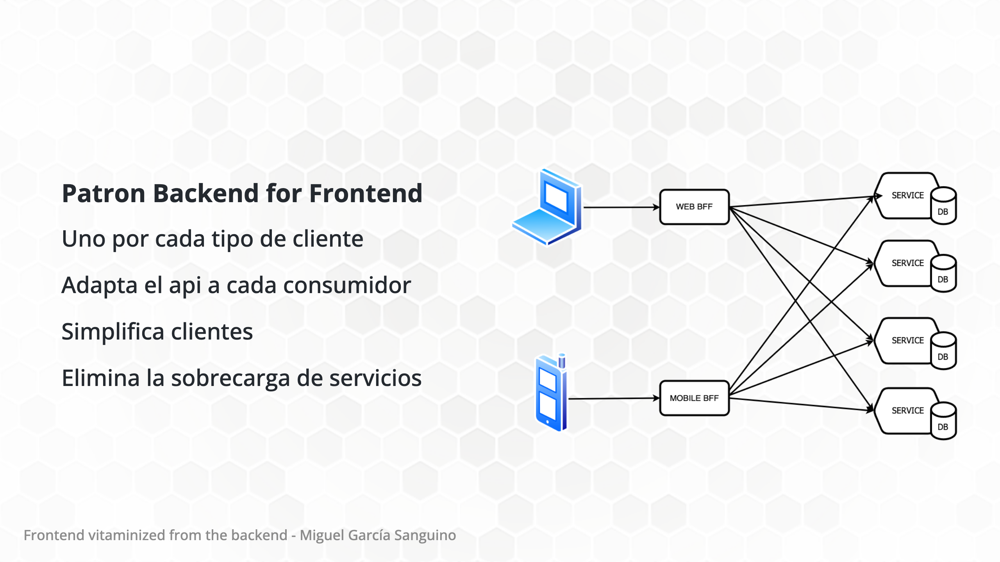 Patron Backend for Frontend
Uno por cada tipo de cliente
Adapta el api a cada consumidor
Simplifica clientes
Elimina la sobrecarga de servicios
WEB BFF
MOBILE BFF
SERVICE
DB
SERVICE
DB
SERVICE
DB
SERVICE
DB
Frontend vitaminized from the backend - Miguel García Sanguino